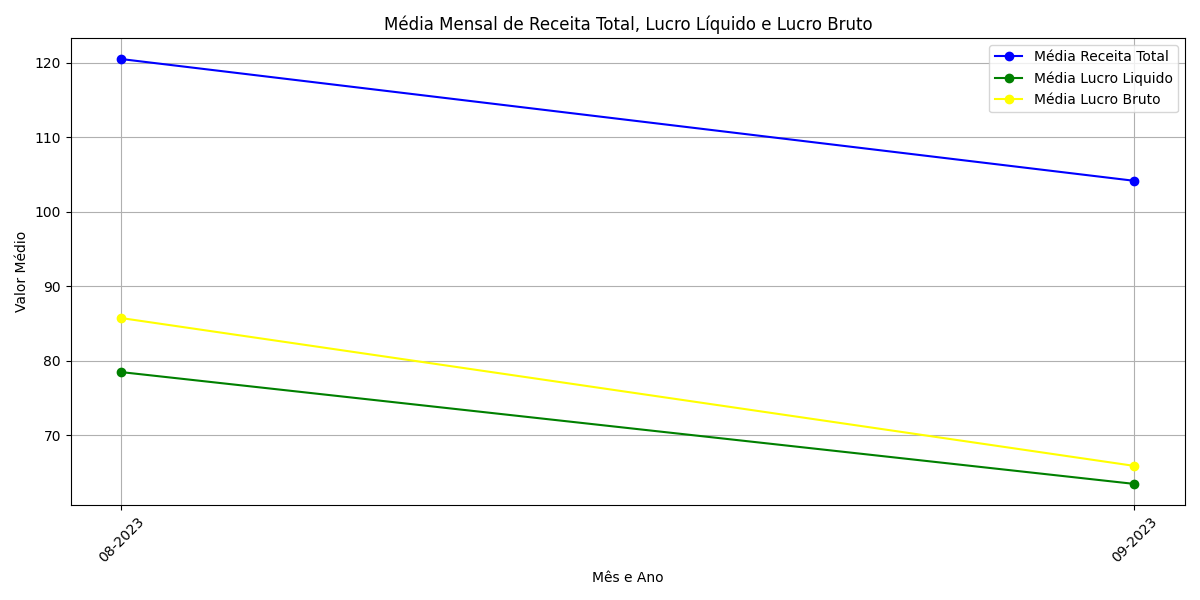 Média Mensal de Receita Total, Lucro Líquido e Lucro Bruto
Média Receita Total
Média Lucro Liquido
Média Lucro Bruto
120
110
100
90
80
70
Valor Médio
08-2023
09-2023
Mês e Ano